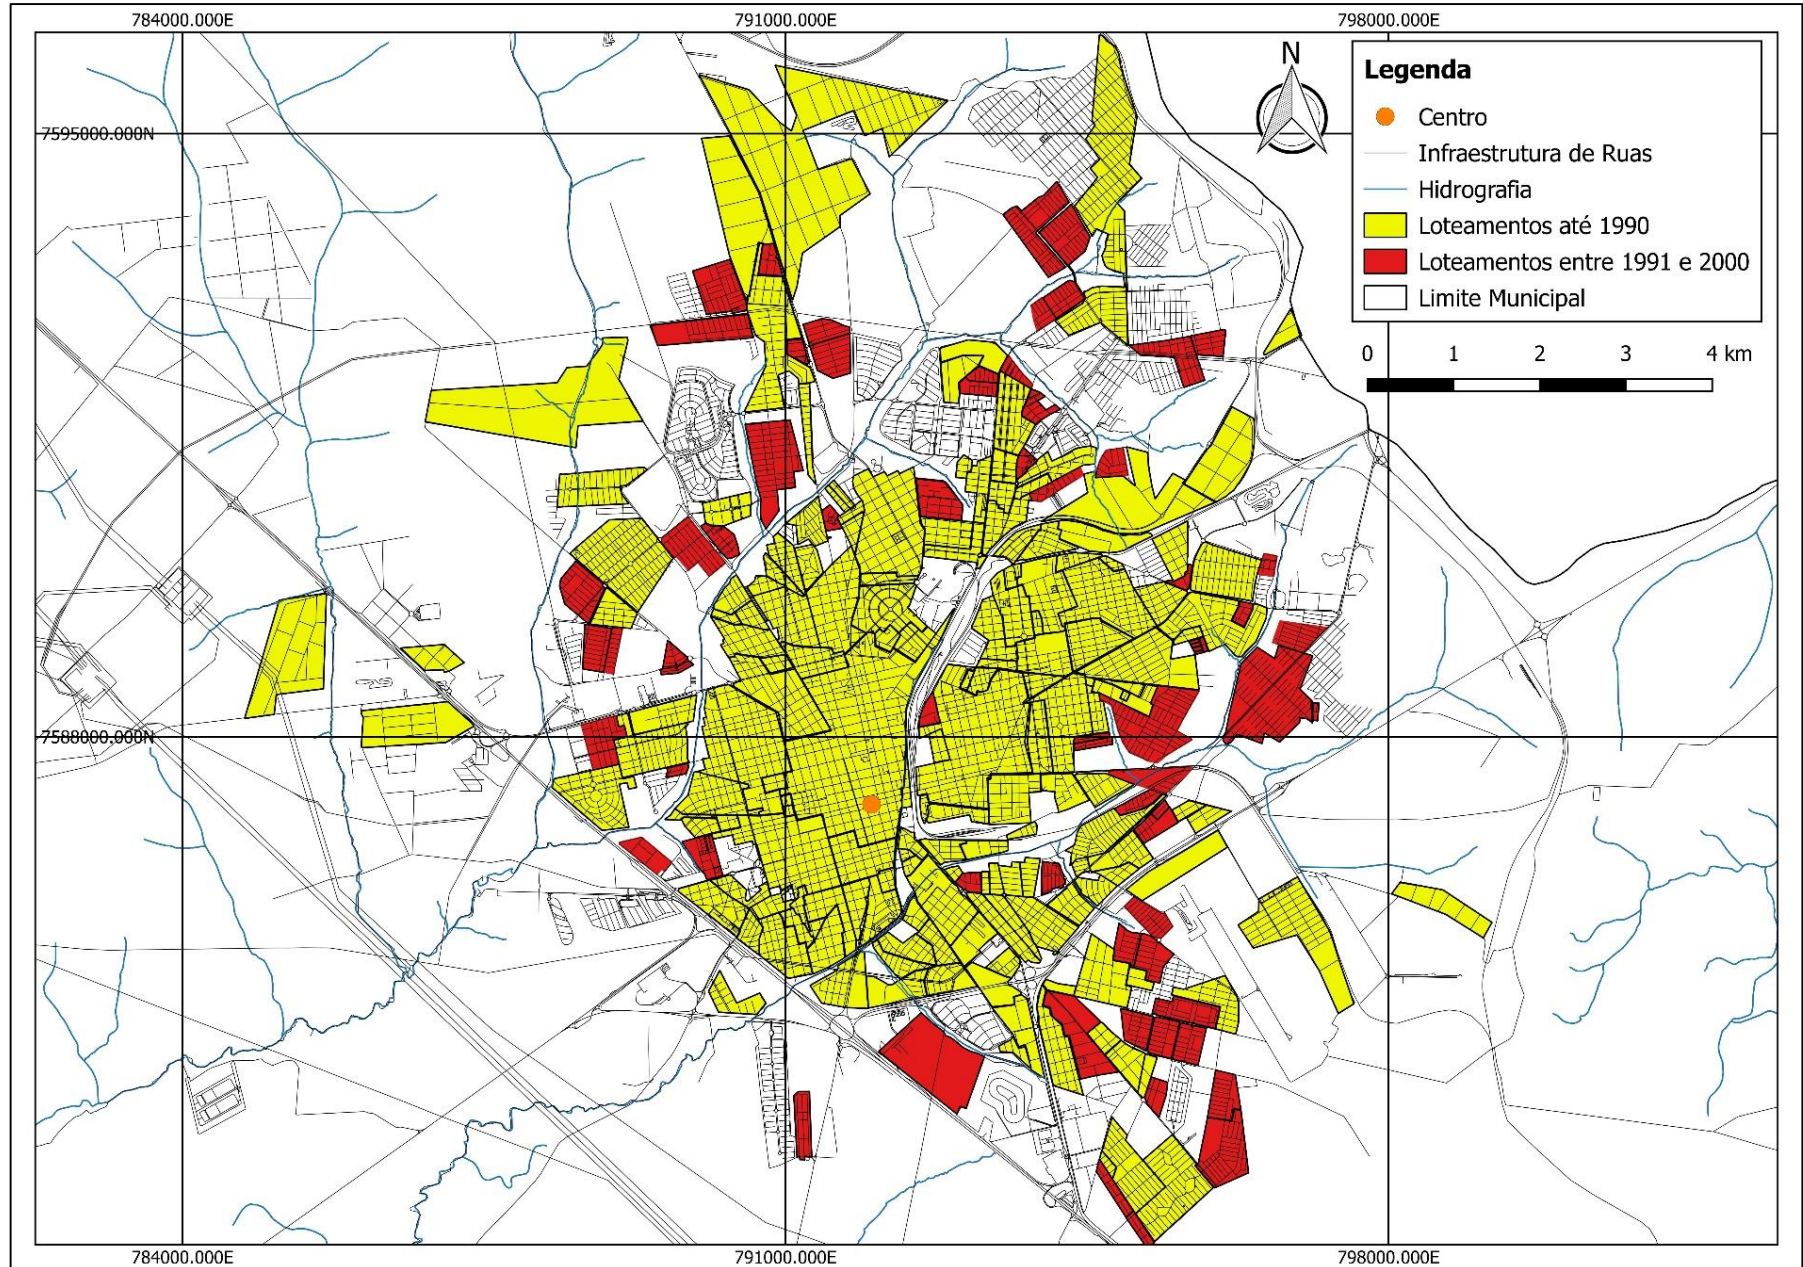 784000.000E
791000.000E
798000.000E
N
Legenda
Centro
Infraestrutura de Ruas
Hidrografia
Loteamentos até 1990
Loteamentos entre 1991 e 2000
Limite Municipal
0 1 2 3 4 km
7595000.000N
7588000.000N
784000.000E
791000.000E
798000.000E